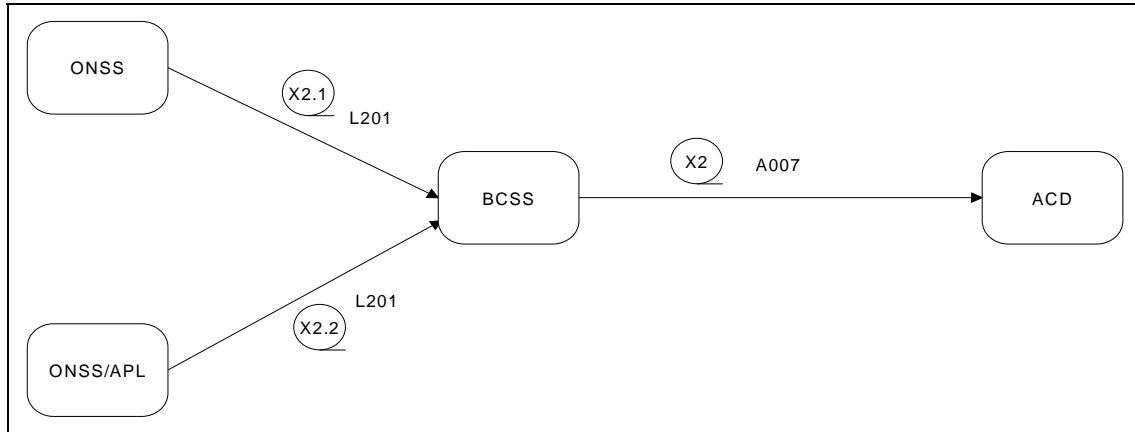 ONSS
X2.1
L201
BCSS
X2
A007
ACD
L201
X2.2
ONSS/APL